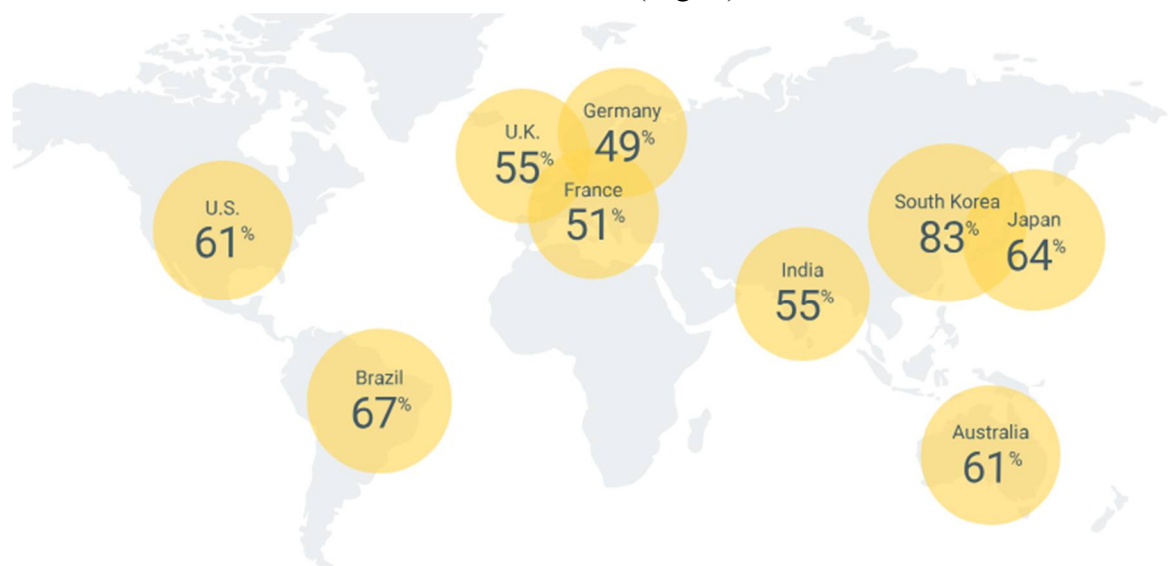 Germany
49%
U.K.
55%
France
51%
U.S.
61%
South Korea
83%
Japan
64%
India
55%
Brazil
67%
Australia
61%